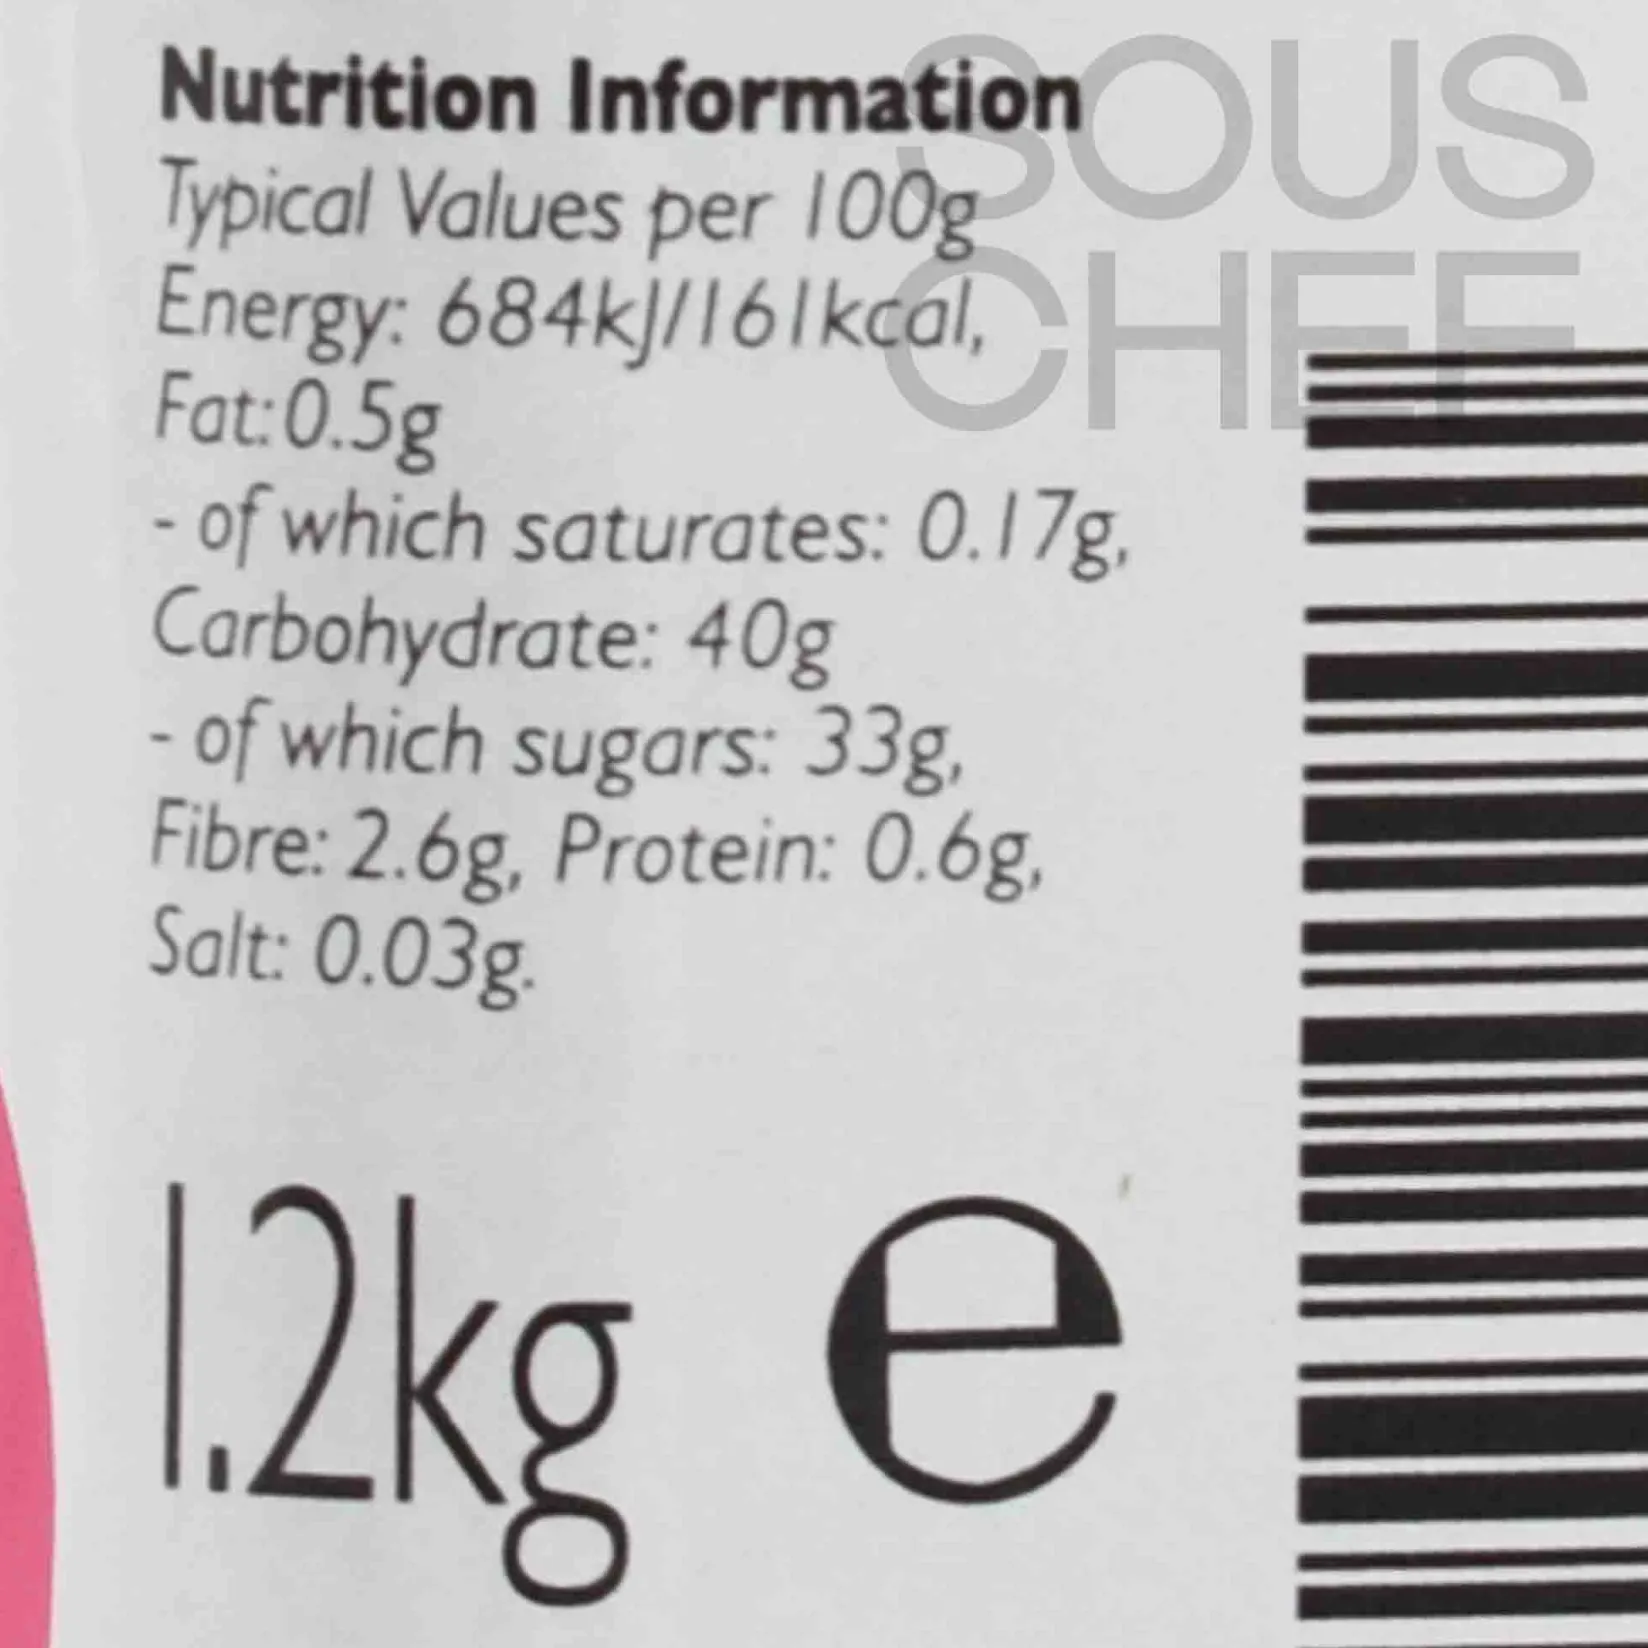 SOUS
CHEF
Nutrition Information
Typical Values per 100g
Energy: 684kJ/161kcal,
Fat:0.5g
- of which saturates: 0.17g,
Carbohydrate: 40g
- of which sugars: 33g,
Fibre: 2.6g, Protein: 0.6g,
Salt: 0.03g.
1.2kg e